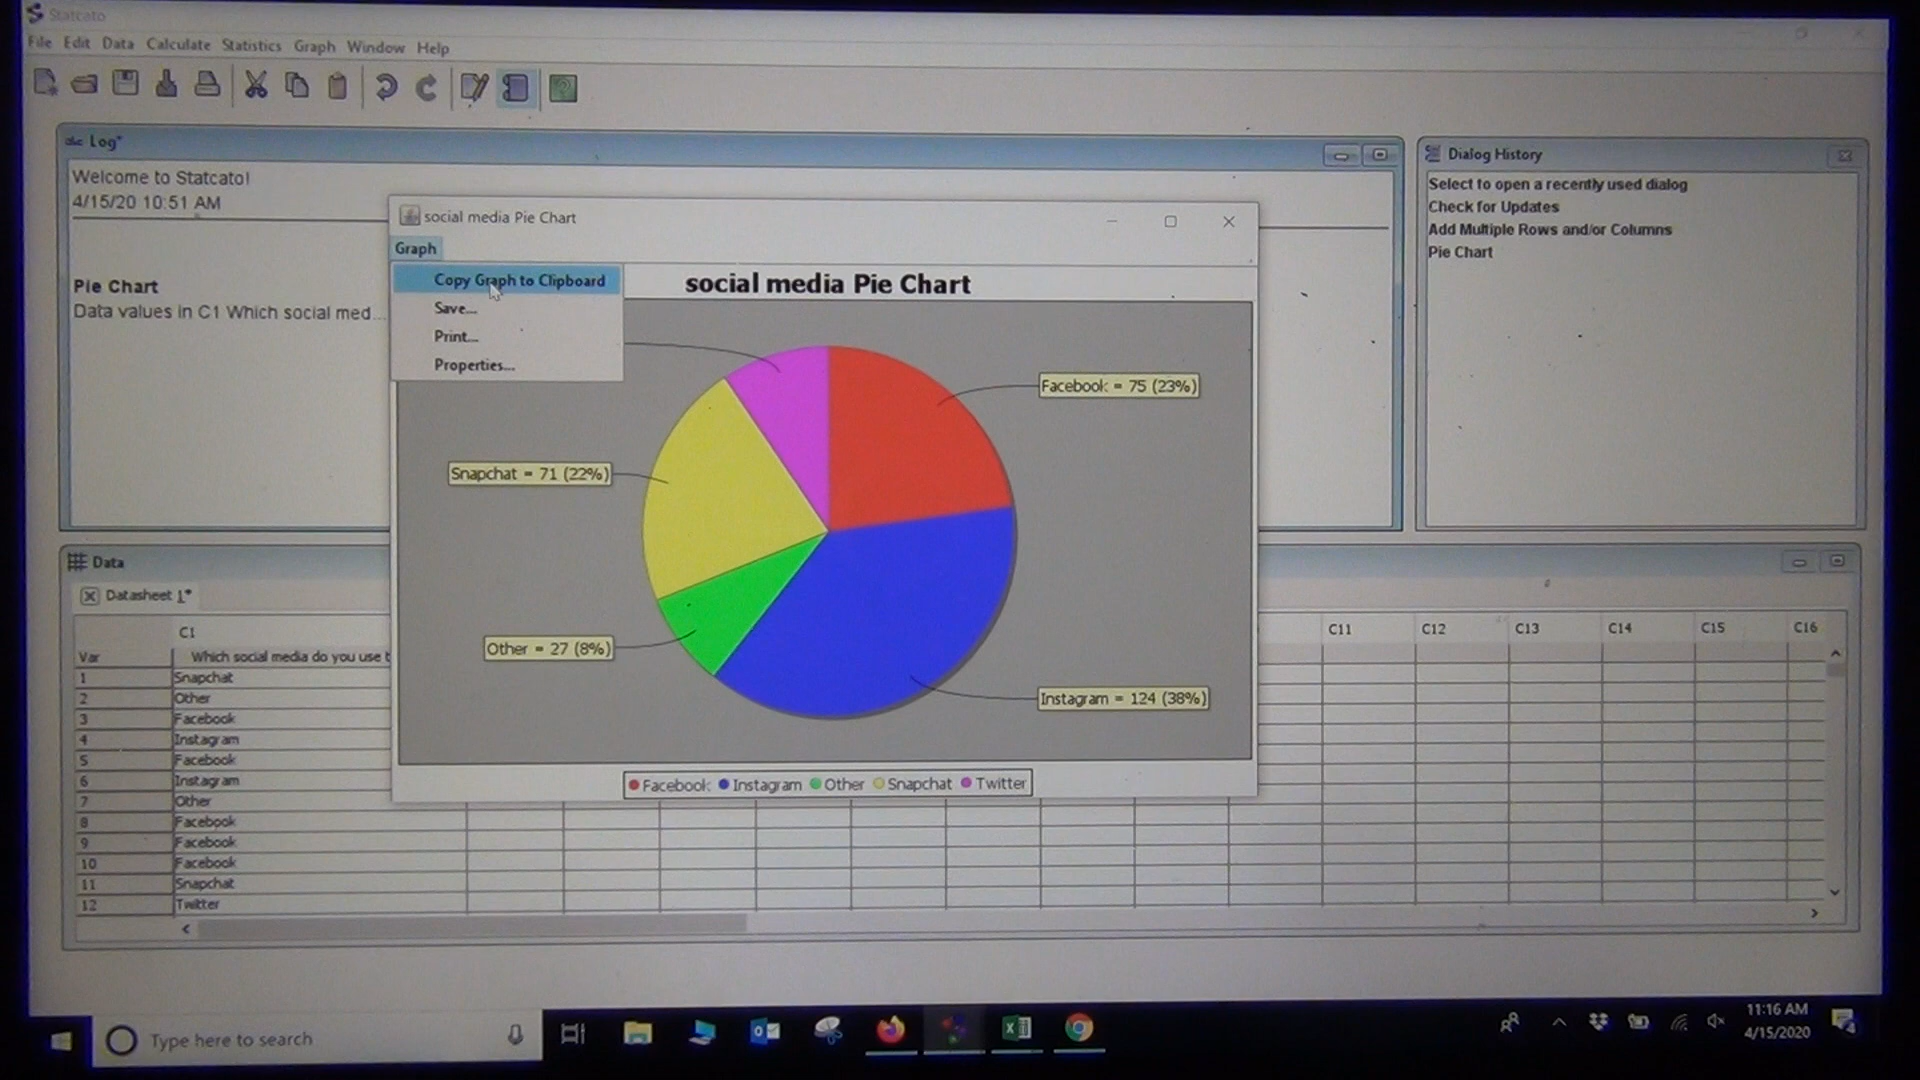 Statcato
File Edit Data Calculate Statistics Graph Window Help
Log*
Welcome to Statcato!
4/15/20 10:51 AM
Pie Chart
Data values in C1 Which social med...
Dialog History
Select to open a recently used dialog
Check for Updates
Add Multiple Rows and/or Columns
Pie Chart
social media Pie Chart
Graph
Copy Graph to Clipboard
Save...
Print...
Properties...
social media Pie Chart
Facebook = 75 (23%)
Snapchat = 71 (22%)
Other = 27 (8%)
Instagram = 124 (38%)
Facebook Instagram Other Snapchat Twitter
Data
Datasheet 1*
C1 C11 C12 C13 C14 C15 C16
Var Which social media do you use t
1 Snapchat
2 Other
3 Facebook
4 Instagram
5 Facebook
6 Instagram
7 Other
8 Facebook
9 Facebook
10 Facebook
11 Snapchat
12 Twitter
Type here to search
11:16 AM
4/15/2020